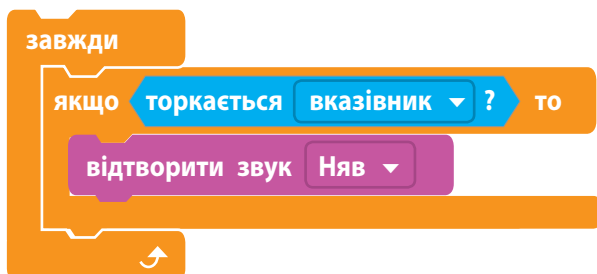 завжди
якщо торкається вказівник ? то
відтворити звук Няв